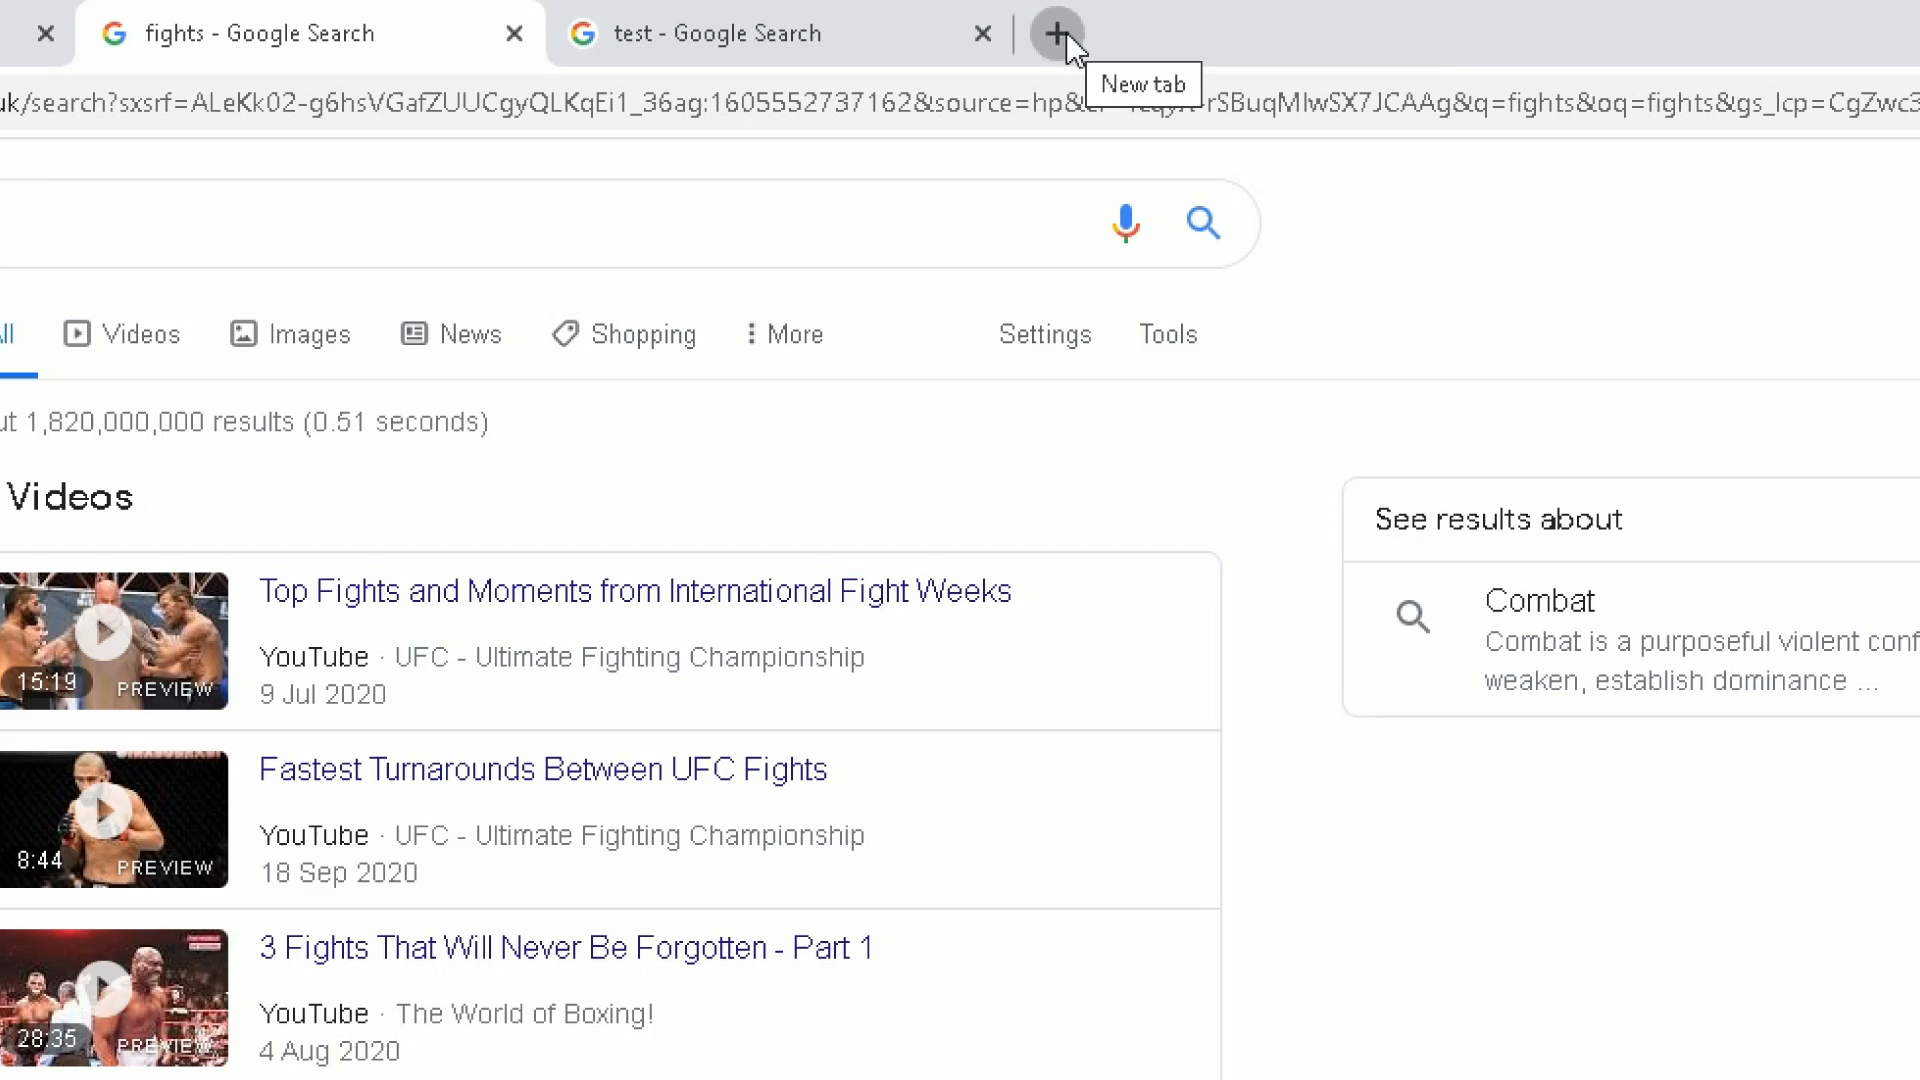 fights - Google Search
test - Google Search
New tab
uk/search?sxsrf=ALeKk02-g6hsVGafZUUCgyQLKqEi1_36ag:1605552737162&source=hp&
rSBuqMIwSX7JCAAg&q=fights&oq=fights&gs_lcp=CgZwc3
All
Videos
Images
News
Shopping
More
Settings
Tools
ut 1,820,000,000 results (0.51 seconds)
Videos
15:19
PREVIEW
Top Fights and Moments from International Fight Weeks
YouTube · UFC - Ultimate Fighting Championship
9 Jul 2020
8:44
PREVIEW
Fastest Turnarounds Between UFC Fights
YouTube · UFC - Ultimate Fighting Championship
18 Sep 2020
28:35
PREVIEW
3 Fights That Will Never Be Forgotten - Part 1
YouTube · The World of Boxing!
4 Aug 2020
See results about
Combat
Combat is a purposeful violent conf
weaken, establish dominance ...